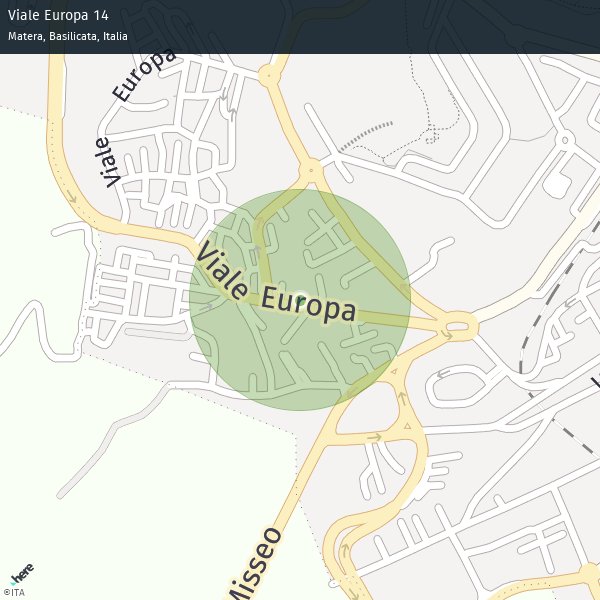 Viale Europa 14
Matera, Basilicata, Italia
Europa
Viale
Viale Europa
Misseo
here
©ITA